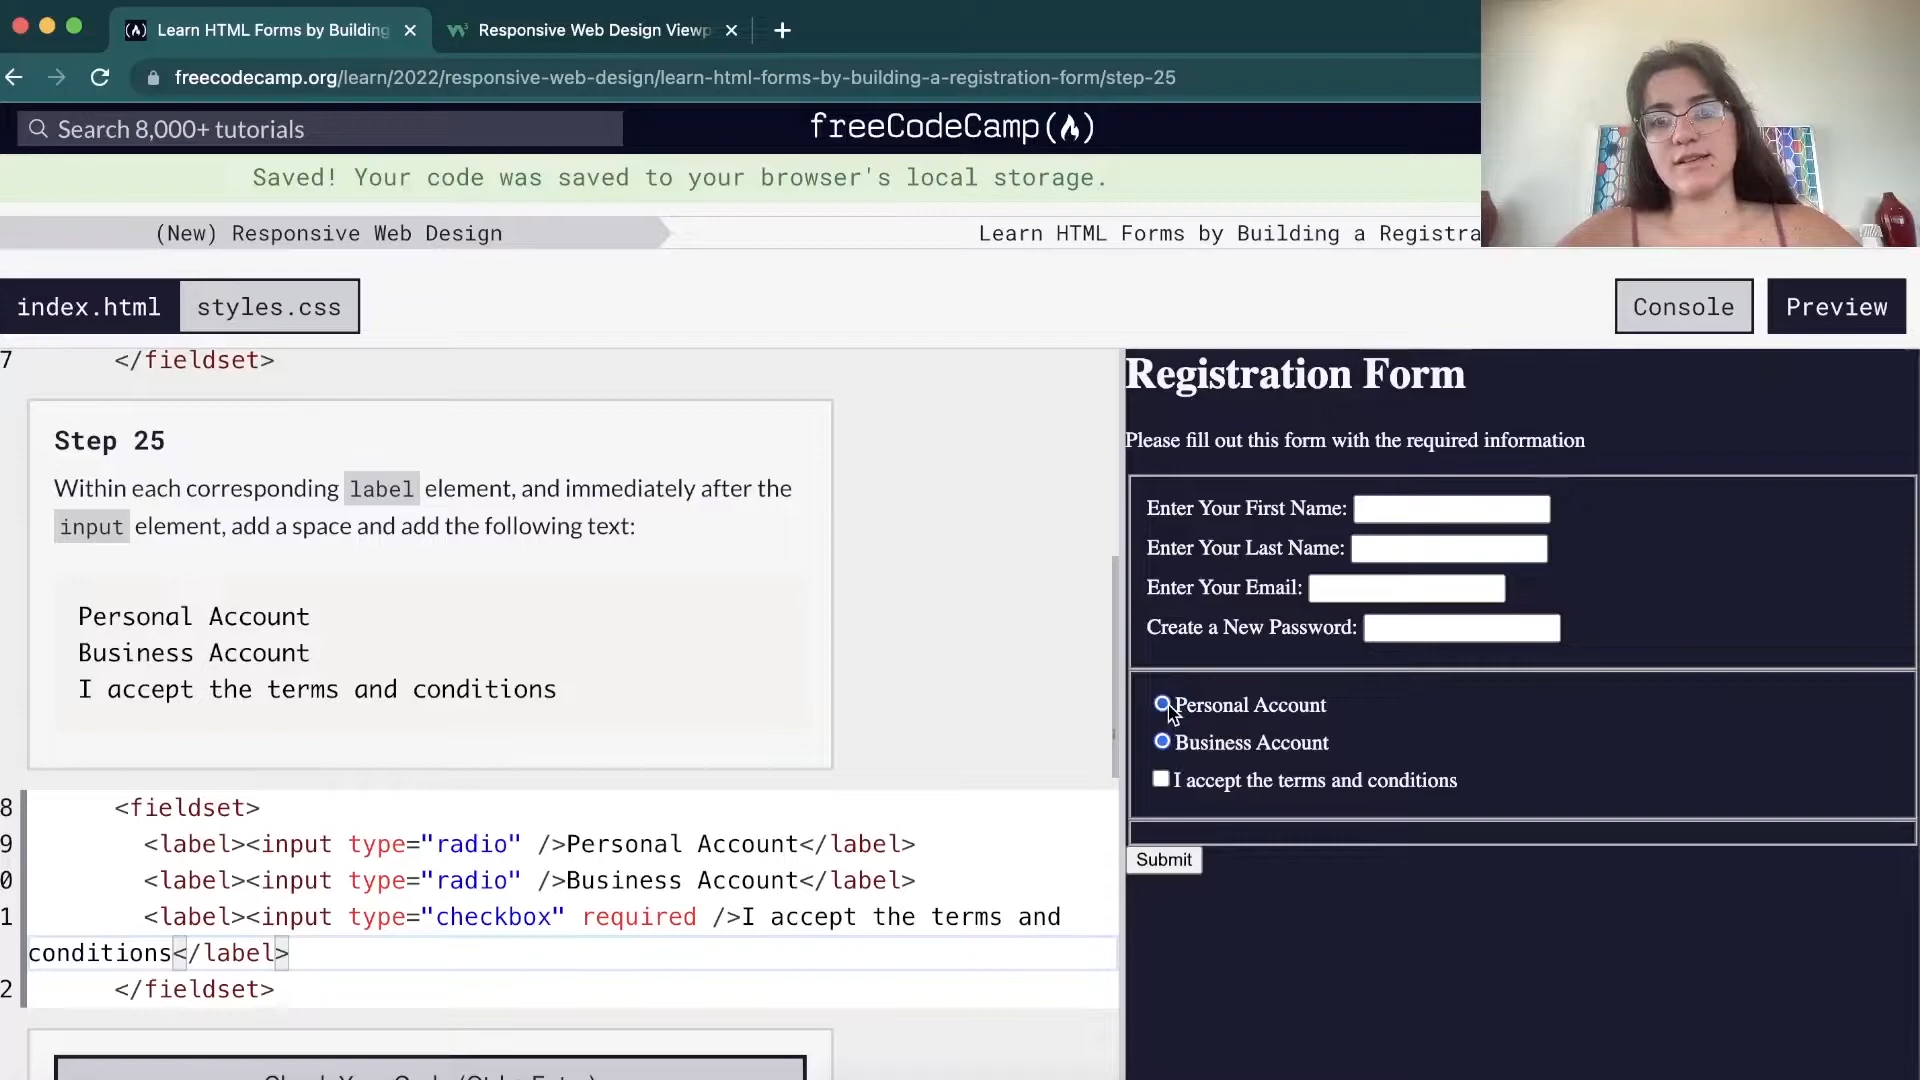 Learn HTML Forms by Building
Responsive Web Design Viewp
freecodecamp.org/learn/2022/responsive-web-design/learn-html-forms-by-building-a-registration-form/step-25
Search 8,000+ tutorials
freeCodeCamp
Saved! Your code was saved to your browser's local storage.
(New) Responsive Web Design
Learn HTML Forms by Building a Registra
index.html
styles.css
Console
Preview
7 </fieldset>
Step 25
Within each corresponding label element, and immediately after the
input element, add a space and add the following text:
Personal Account
Business Account
I accept the terms and conditions
8 <fieldset>
9 <label><input type="radio" />Personal Account</label>
0 <label><input type="radio" />Business Account</label>
1 <label><input type="checkbox" required />I accept the terms and
conditions</label>
2 </fieldset>
Registration Form
Please fill out this form with the required information
Enter Your First Name:
Enter Your Last Name:
Enter Your Email:
Create a New Password:
Personal Account
Business Account
I accept the terms and conditions
Submit